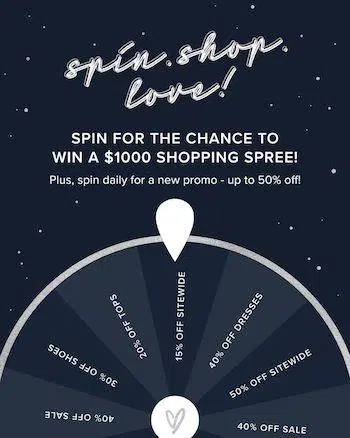 spin. shop.
love!
SPIN FOR THE CHANCE TO
WIN A $1000 SHOPPING SPREE!
Plus, spin daily for a new promo - up to 50% off!
40% OFF SALE
30% OFF SHOES
20% OFF TOPS
15% OFF SITEWIDE
40% OFF DRESSES
50% OFF SITEWIDE
40% OFF SALE